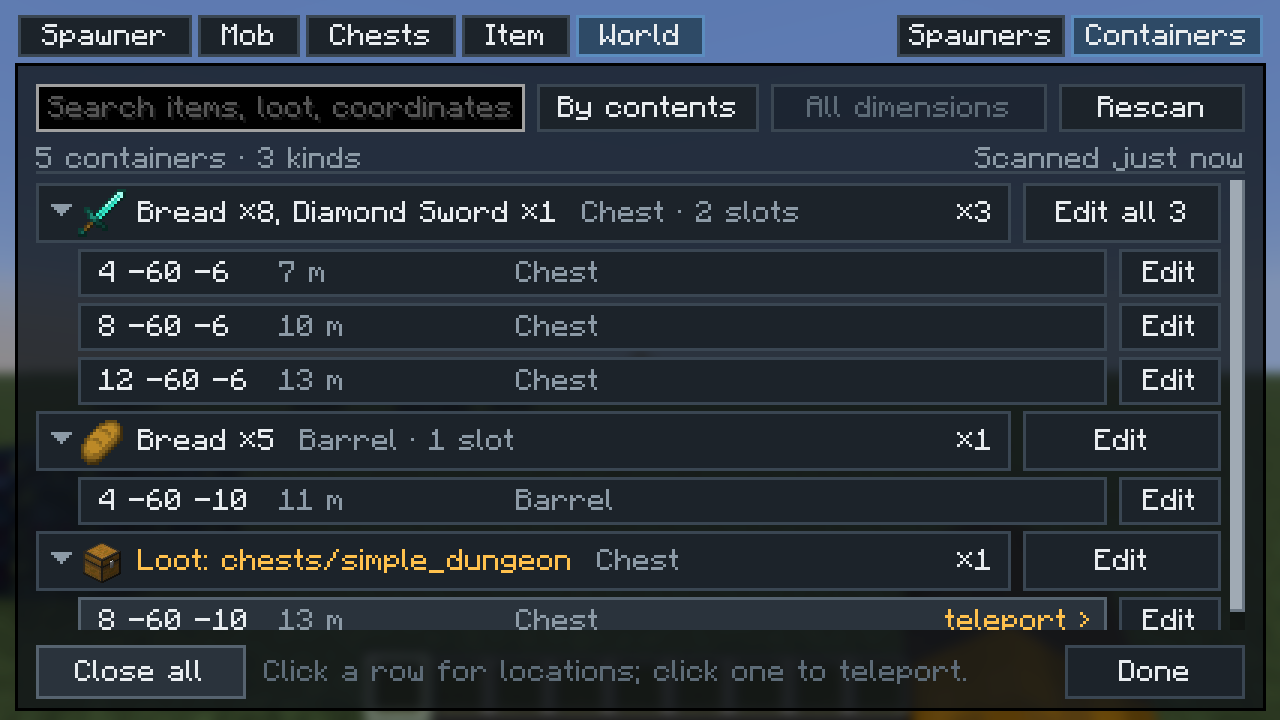 Spawner Mob Chests Item World Spawners Containers
Search items, loot, coordinates By contents All dimensions Rescan
5 containers · 3 kinds Scanned just now
Bread ×8, Diamond Sword ×1 Chest · 2 slots ×3 Edit all 3
4 -60 -6 7 m Chest Edit
8 -60 -6 10 m Chest Edit
12 -60 -6 13 m Chest Edit
Bread ×5 Barrel · 1 slot ×1 Edit
4 -60 -10 11 m Barrel Edit
Loot: chests/simple_dungeon Chest ×1 Edit
8 -60 -10 13 m Chest teleport > Edit
Close all Click a row for locations; click one to teleport. Done